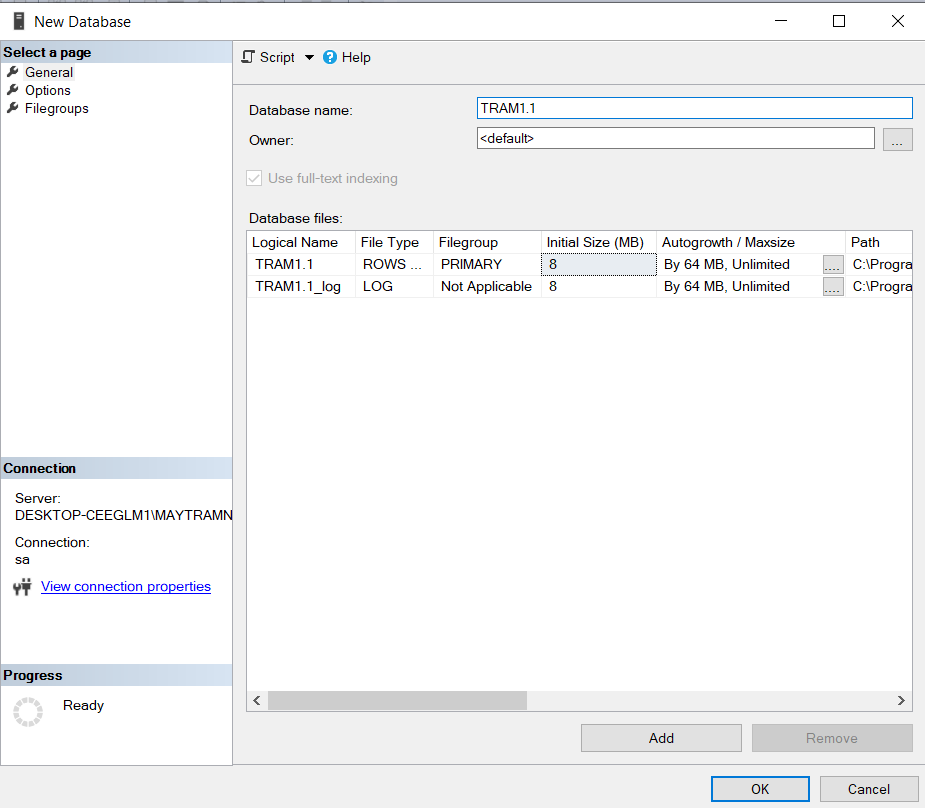 New Database
Select a page
General
Options
Filegroups
Script Help
Database name: TRAM1.1
Owner: <default> ...
Use full-text indexing
Database files:
Logical Name File Type Filegroup Initial Size (MB) Autogrowth / Maxsize Path
TRAM1.1 ROWS ... PRIMARY 8 By 64 MB, Unlimited .... C:\Progra
TRAM1.1_log LOG Not Applicable 8 By 64 MB, Unlimited .... C:\Progra
Connection
Server:
DESKTOP-CEEGLM1\MAYTRAMN
Connection:
sa
View connection properties
Progress
Ready
Add Remove
OK Cancel